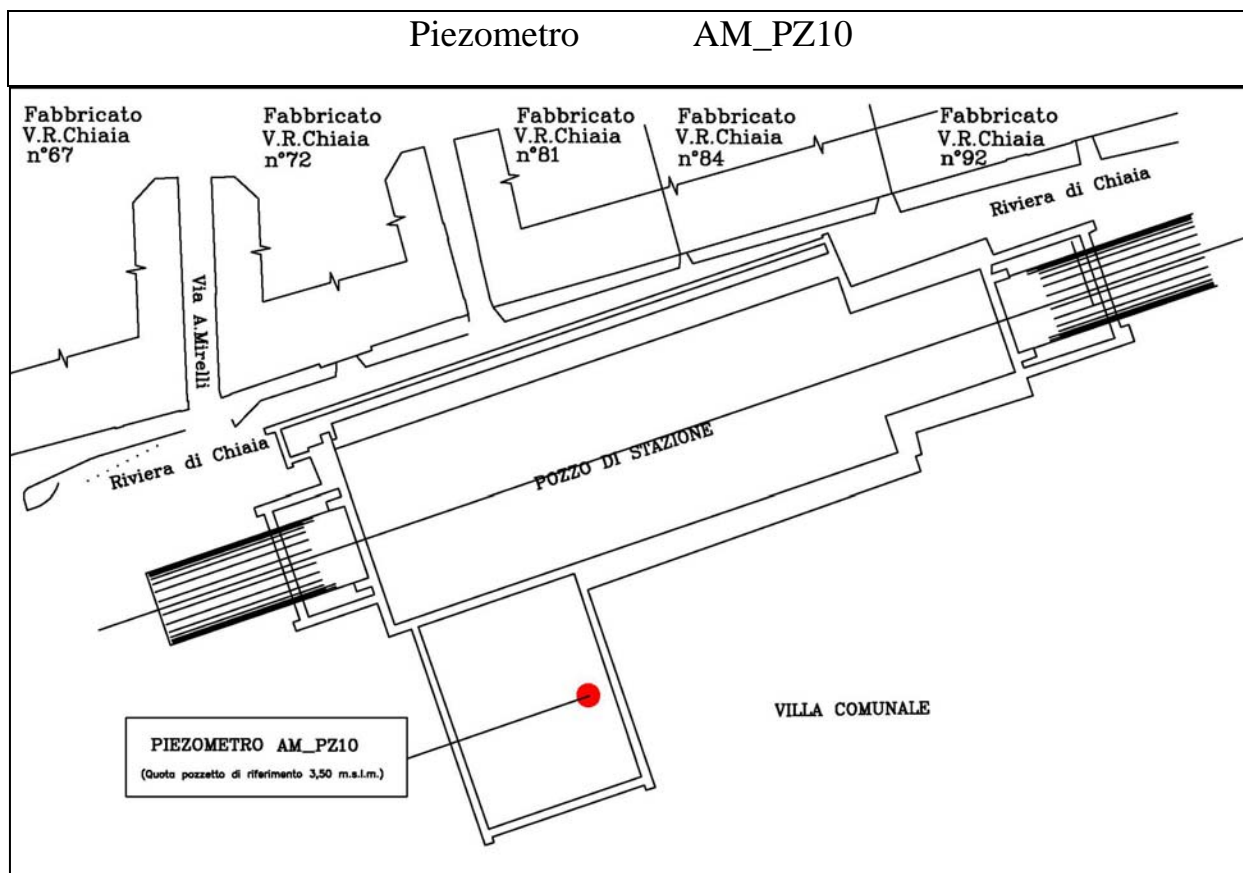 Piezometro AM_PZ10
Fabbricato
V.R.Chiaia
n°67
Fabbricato
V.R.Chiaia
n°72
Fabbricato
V.R.Chiaia
n°81
Fabbricato
V.R.Chiaia
n°84
Fabbricato
V.R.Chiaia
n°92
Riviera di Chiaia
Via A.Mirelli
Riviera di Chiaia
POZZO DI STAZIONE
VILLA COMUNALE
PIEZOMETRO AM_PZ10
(Quota pozzetto di riferimento 3,50 m.s.l.m.)